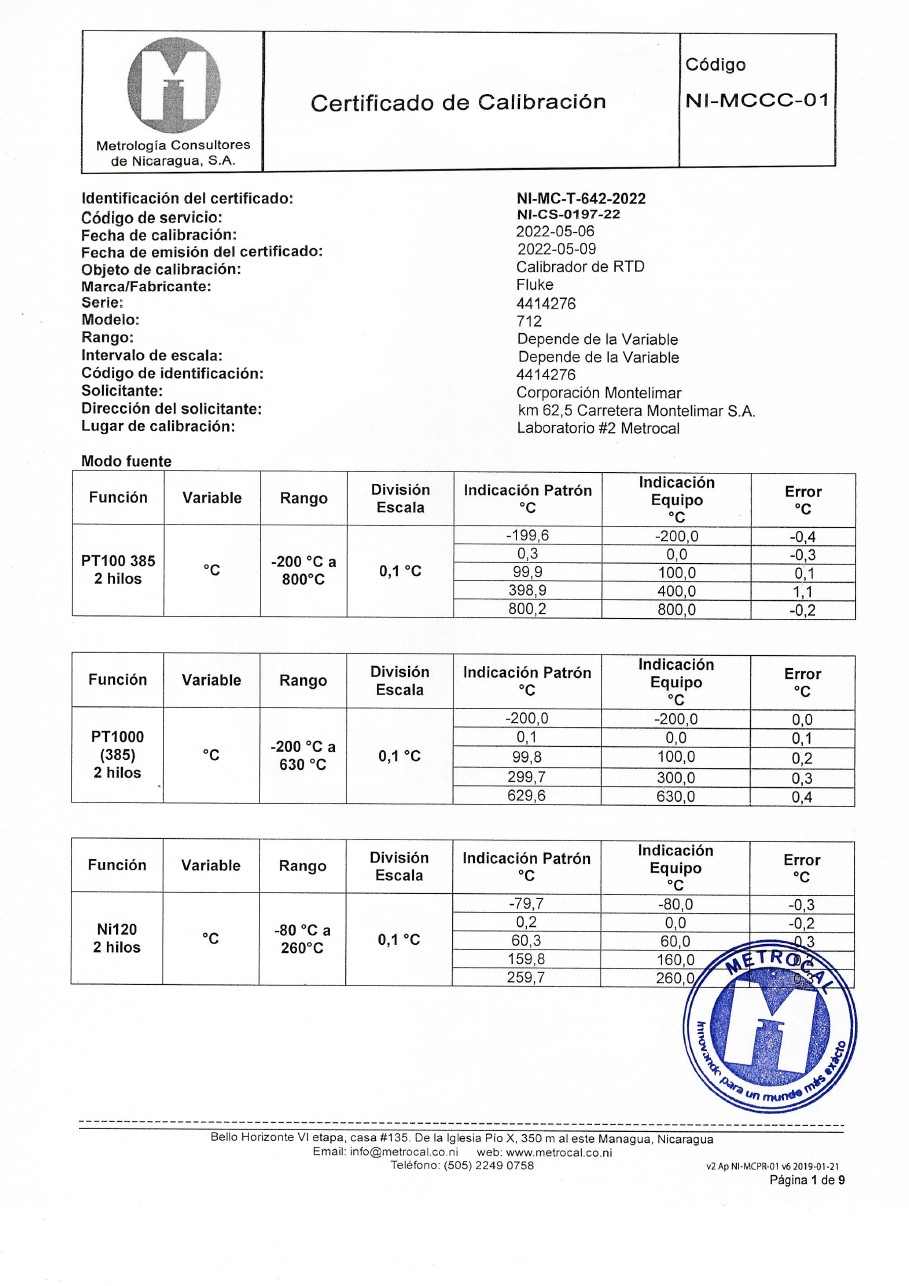 Metrología Consultores
de Nicaragua, S.A.
Certificado de Calibración
Código
NI-MCCC-01
Identificación del certificado: NI-MC-T-642-2022
Código de servicio: NI-CS-0197-22
Fecha de calibración: 2022-05-06
Fecha de emisión del certificado: 2022-05-09
Objeto de calibración: Calibrador de RTD
Marca/Fabricante: Fluke
Serie: 4414276
Modelo: 712
Rango: Depende de la Variable
Intervalo de escala: Depende de la Variable
Código de identificación: 4414276
Solicitante: Corporación Montelimar
Dirección del solicitante: km 62,5 Carretera Montelimar S.A.
Lugar de calibración: Laboratorio #2 Metrocal
Modo fuente
Función Variable Rango División Escala Indicación Patrón °C Indicación Equipo °C Error °C
PT100 385 2 hilos °C -200 °C a 800°C 0,1 °C
-199,6 -200,0 -0,4
0,3 0,0 -0,3
99,9 100,0 0,1
398,9 400,0 1,1
800,2 800,0 -0,2
Función Variable Rango División Escala Indicación Patrón °C Indicación Equipo °C Error °C
PT1000 (385) 2 hilos °C -200 °C a 630 °C 0,1 °C
-200,0 -200,0 0,0
0,1 0,0 0,1
99,8 100,0 0,2
299,7 300,0 0,3
629,6 630,0 0,4
Función Variable Rango División Escala Indicación Patrón °C Indicación Equipo °C Error °C
Ni120 2 hilos °C -80 °C a 260°C 0,1 °C
-79,7 -80,0 -0,3
0,2 0,0 -0,2
60,3 60,0 0,3
159,8 160,0
259,7 260,0 0,3
METROCAL
Innovando para un mundo más exácto
Bello Horizonte VI etapa, casa #135. De la Iglesia Pío X, 350 m al este Managua, Nicaragua
Email: info@metrocal.co.ni web: www.metrocal.co.ni
Teléfono: (505) 2249 0758
v2 Ap NI-MCPR-01 v6 2019-01-21
Página 1 de 9